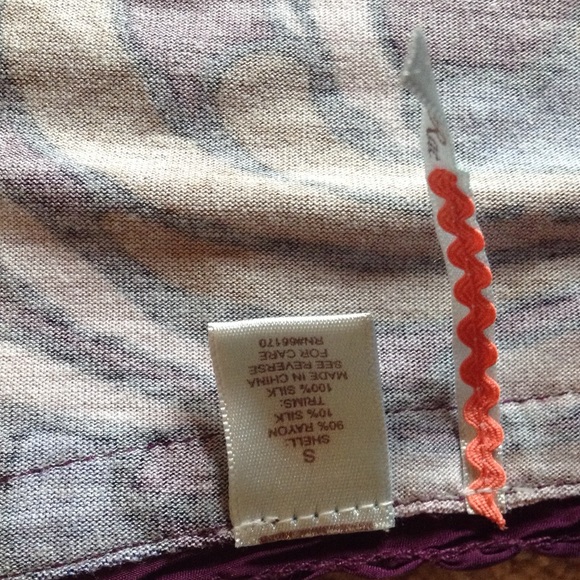 S
SHELL:
90% RAYON
10% SILK
TRIMS:
100% SILK
MADE IN CHINA
SEE REVERSE
FOR CARE
RN#66170